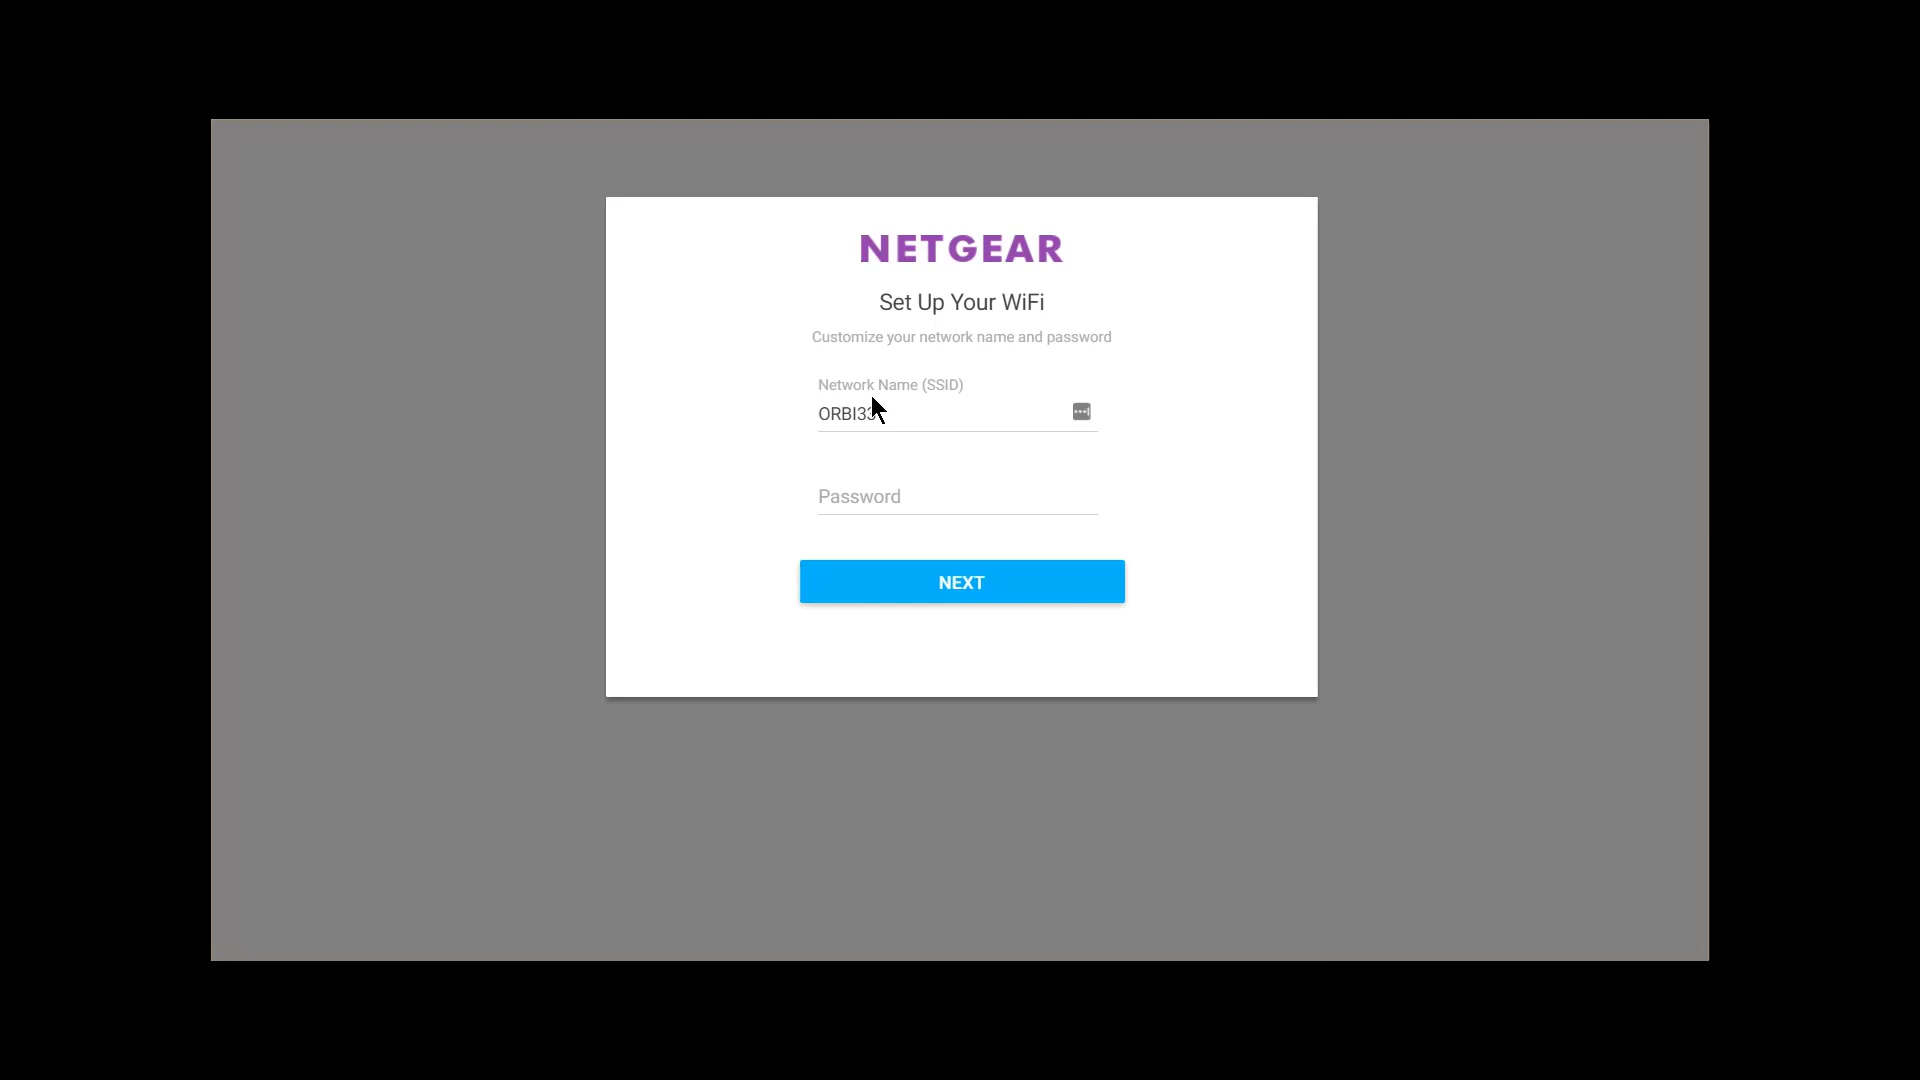 NETGEAR
Set Up Your WiFi
Customize your network name and password
Network Name (SSID)
Password
NEXT